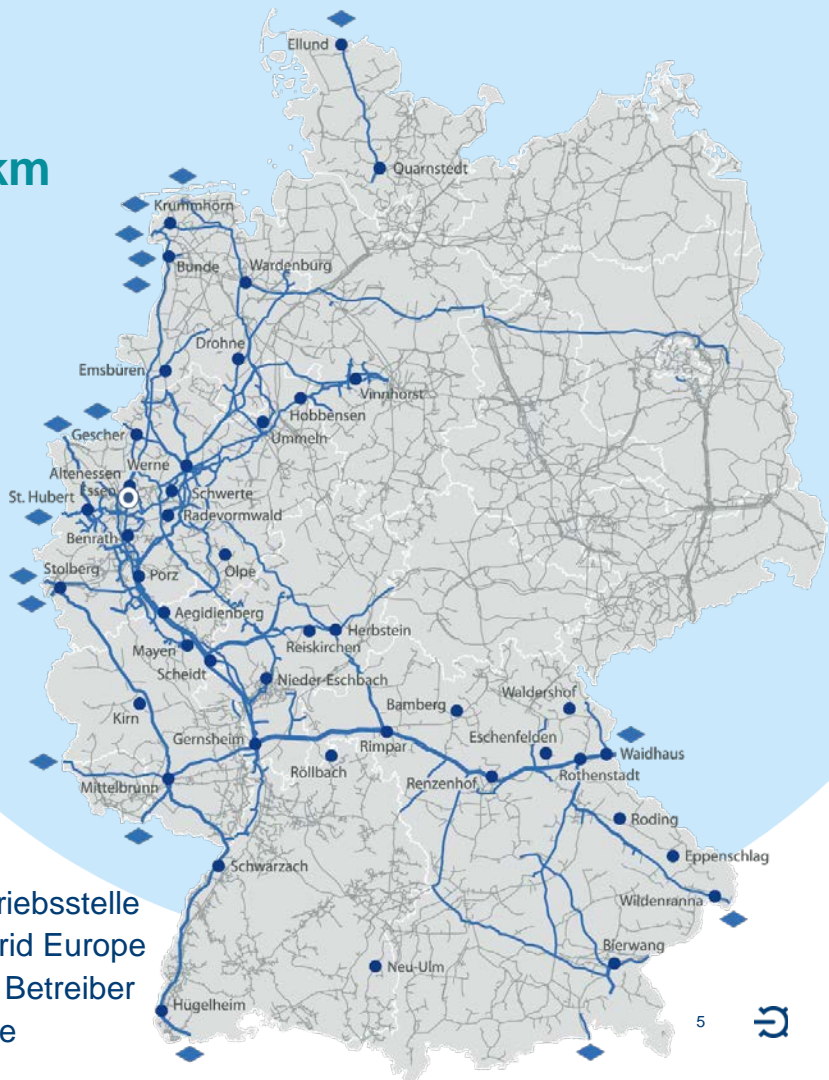 Ellund
km
Quarnstedt
Krummhörn
Bunde
Wardenburg
Drohne
Emsbüren
Vinnhorst
Hobbensen
Gescher
Ummeln
Altenessen
Werne
Essen
St. Hubert
Schwerte
Radevormwald
Benrath
Stolberg
Porz
Olpe
Aegidienberg
Herbstein
Mayen
Reiskirchen
Scheidt
Nieder-Eschbach
Kirn
Bamberg
Waldershof
Gernsheim
Rimpar
Eschenfelden
Waidhaus
Mittelbrunn
Röllbach
Renzenhof
Rothenstadt
Roding
Eppenschlag
Schwarzach
Wildenranna
riebsstelle
rid Europe
Betreiber
e
Bierwang
Neu-Ulm
Hügelheim
5